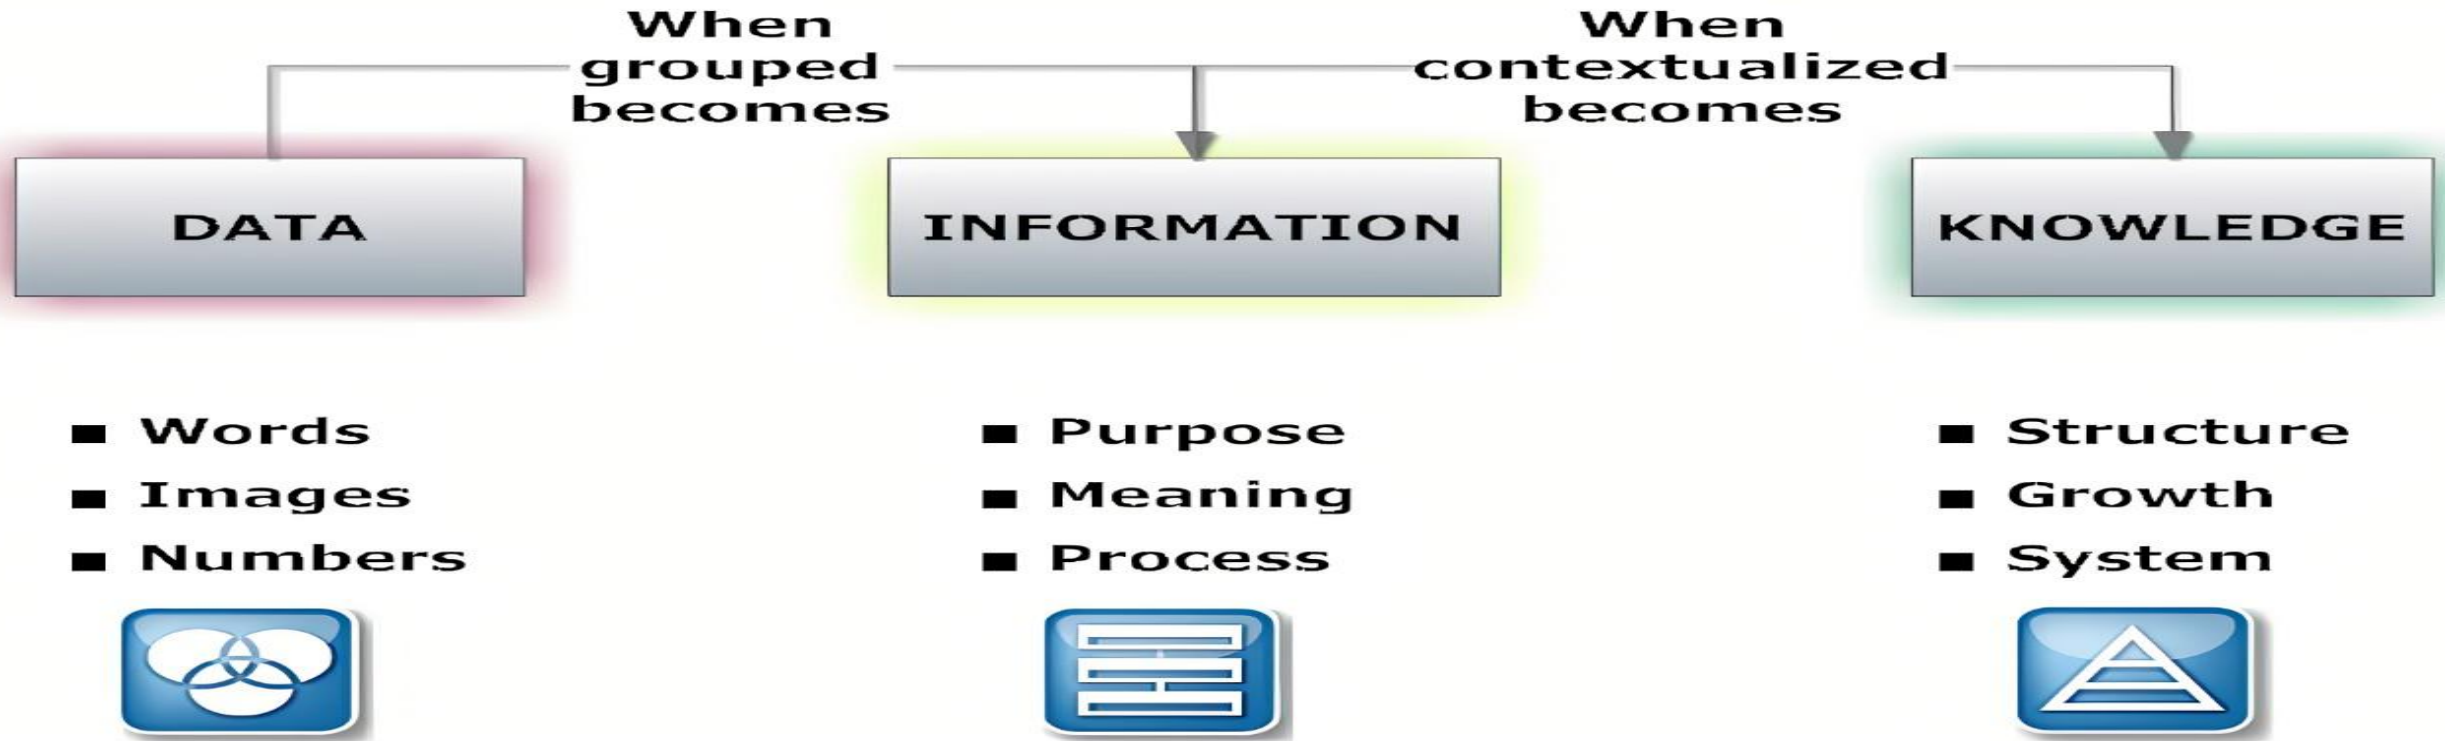 When
grouped
becomes
When
contextualized
becomes
DATA
INFORMATION
KNOWLEDGE
■ Words
■ Images
■ Numbers
■ Purpose
■ Meaning
■ Process
■ Structure
■ Growth
■ System